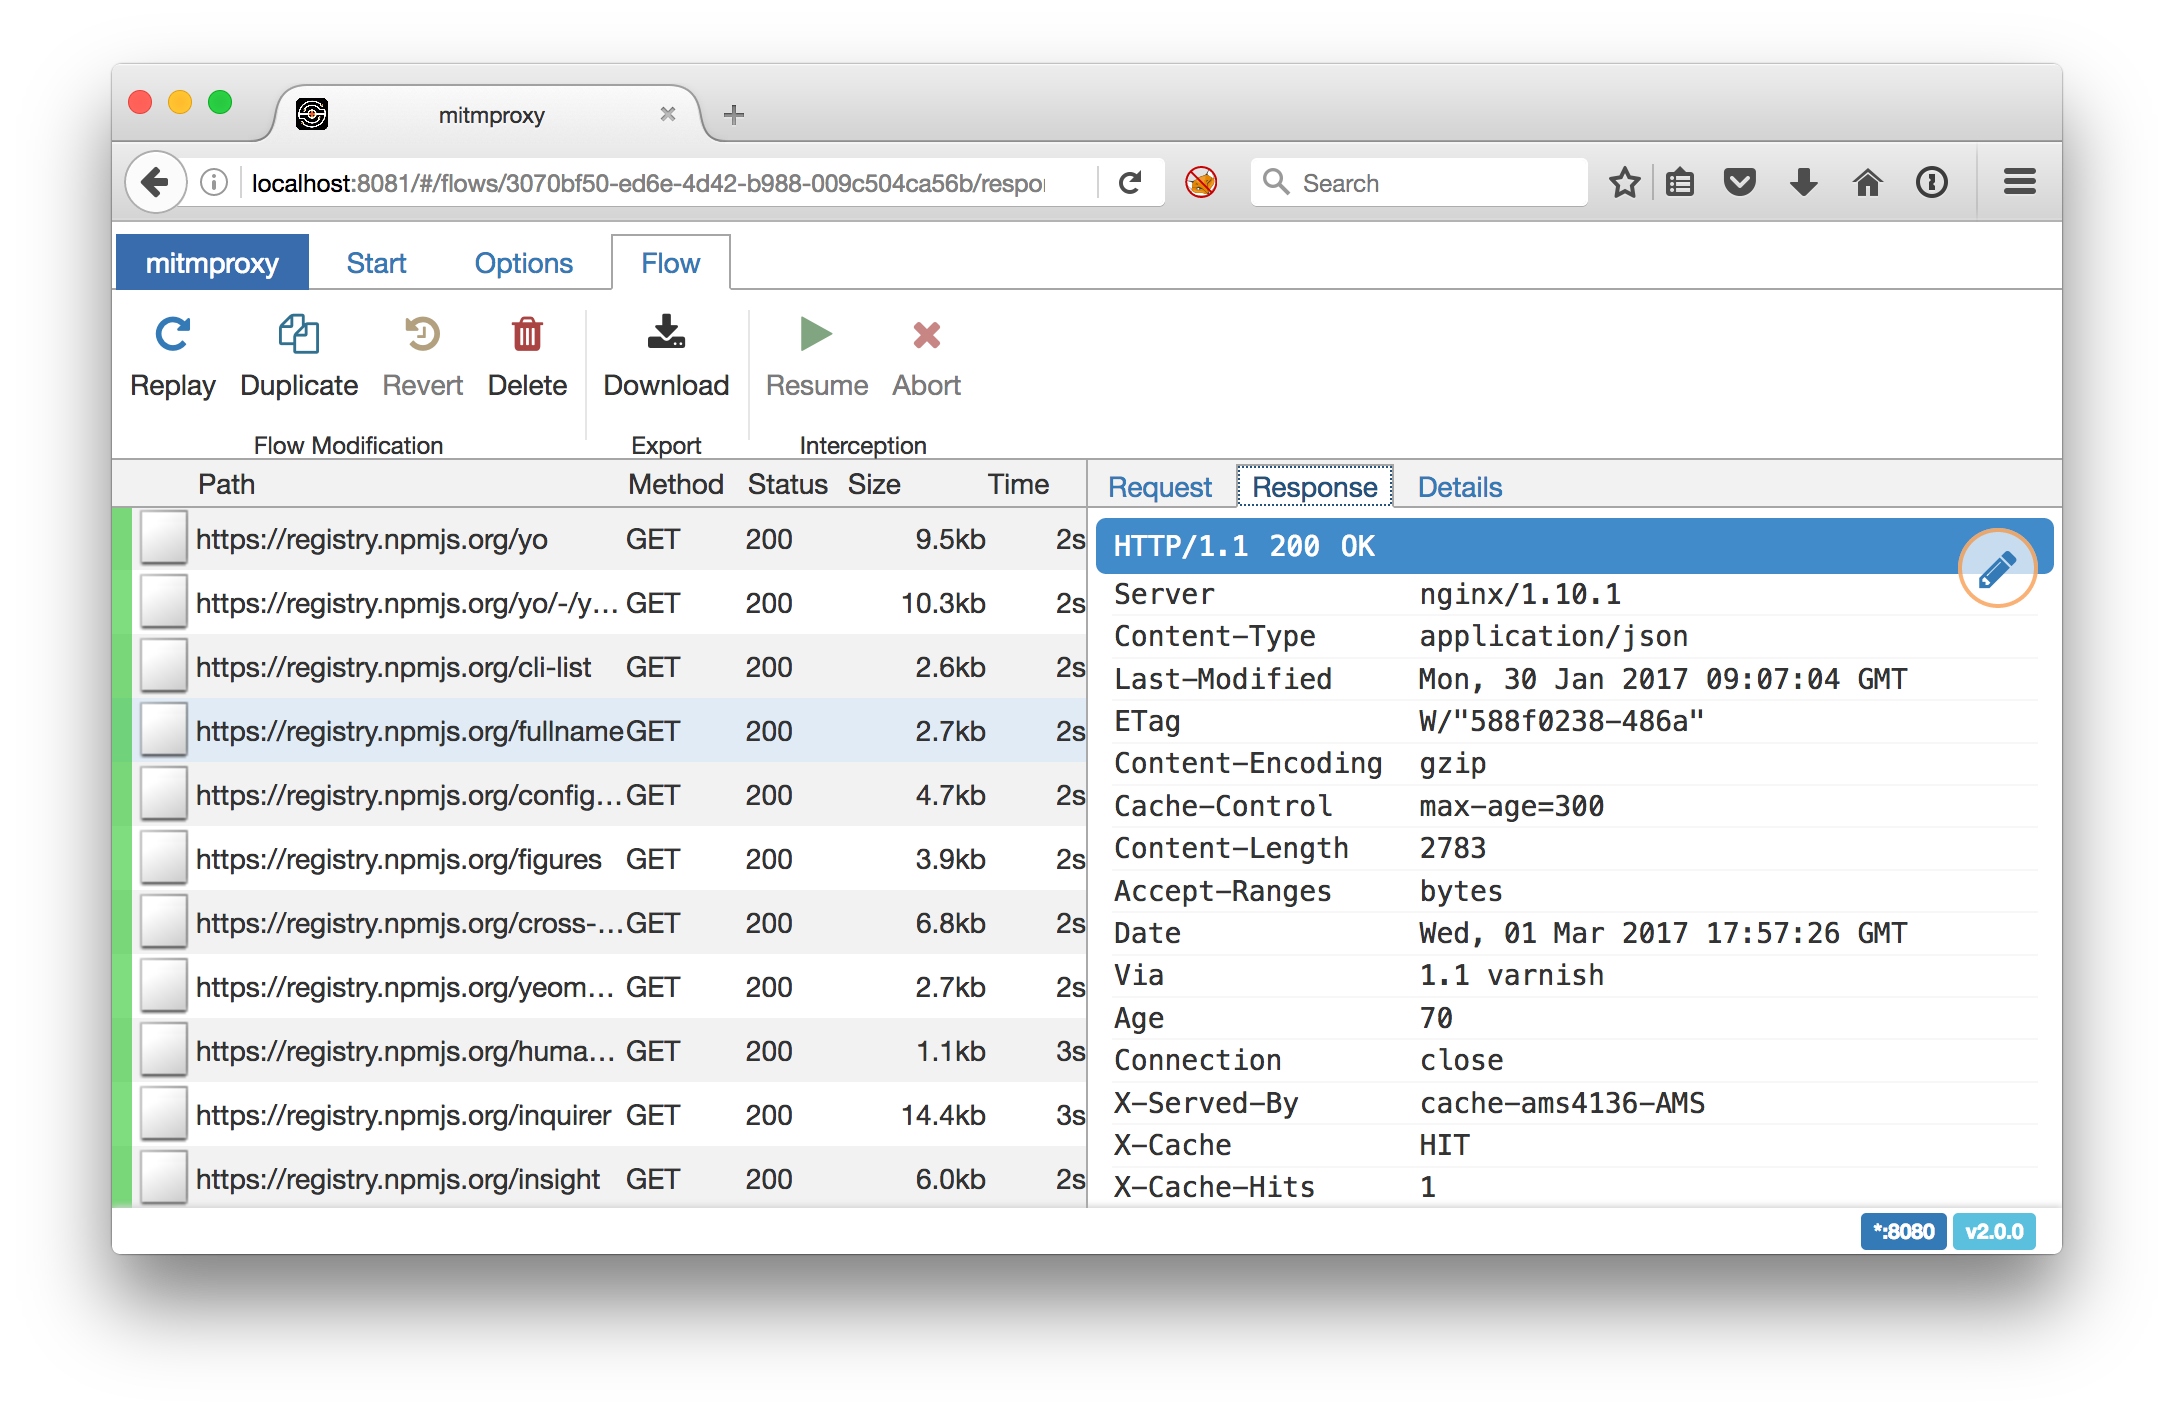 mitmproxy
localhost:8081/#/flows/3070bf50-ed6e-4d42-b988-009c504ca56b/respo
Search
mitmproxy Start Options Flow
Replay Duplicate Revert Delete Download Resume Abort
Flow Modification Export Interception
Path Method Status Size Time
https://registry.npmjs.org/yo GET 200 9.5kb 2s
https://registry.npmjs.org/yo/-/y… GET 200 10.3kb 2s
https://registry.npmjs.org/cli-list GET 200 2.6kb 2s
https://registry.npmjs.org/fullname GET 200 2.7kb 2s
https://registry.npmjs.org/config… GET 200 4.7kb 2s
https://registry.npmjs.org/figures GET 200 3.9kb 2s
https://registry.npmjs.org/cross-… GET 200 6.8kb 2s
https://registry.npmjs.org/yeom… GET 200 2.7kb 2s
https://registry.npmjs.org/huma… GET 200 1.1kb 3s
https://registry.npmjs.org/inquirer GET 200 14.4kb 3s
https://registry.npmjs.org/insight GET 200 6.0kb 2s
Request Response Details
HTTP/1.1 200 OK
Server nginx/1.10.1
Content-Type application/json
Last-Modified Mon, 30 Jan 2017 09:07:04 GMT
ETag W/"588f0238-486a"
Content-Encoding gzip
Cache-Control max-age=300
Content-Length 2783
Accept-Ranges bytes
Date Wed, 01 Mar 2017 17:57:26 GMT
Via 1.1 varnish
Age 70
Connection close
X-Served-By cache-ams4136-AMS
X-Cache HIT
X-Cache-Hits 1
*:8080 v2.0.0